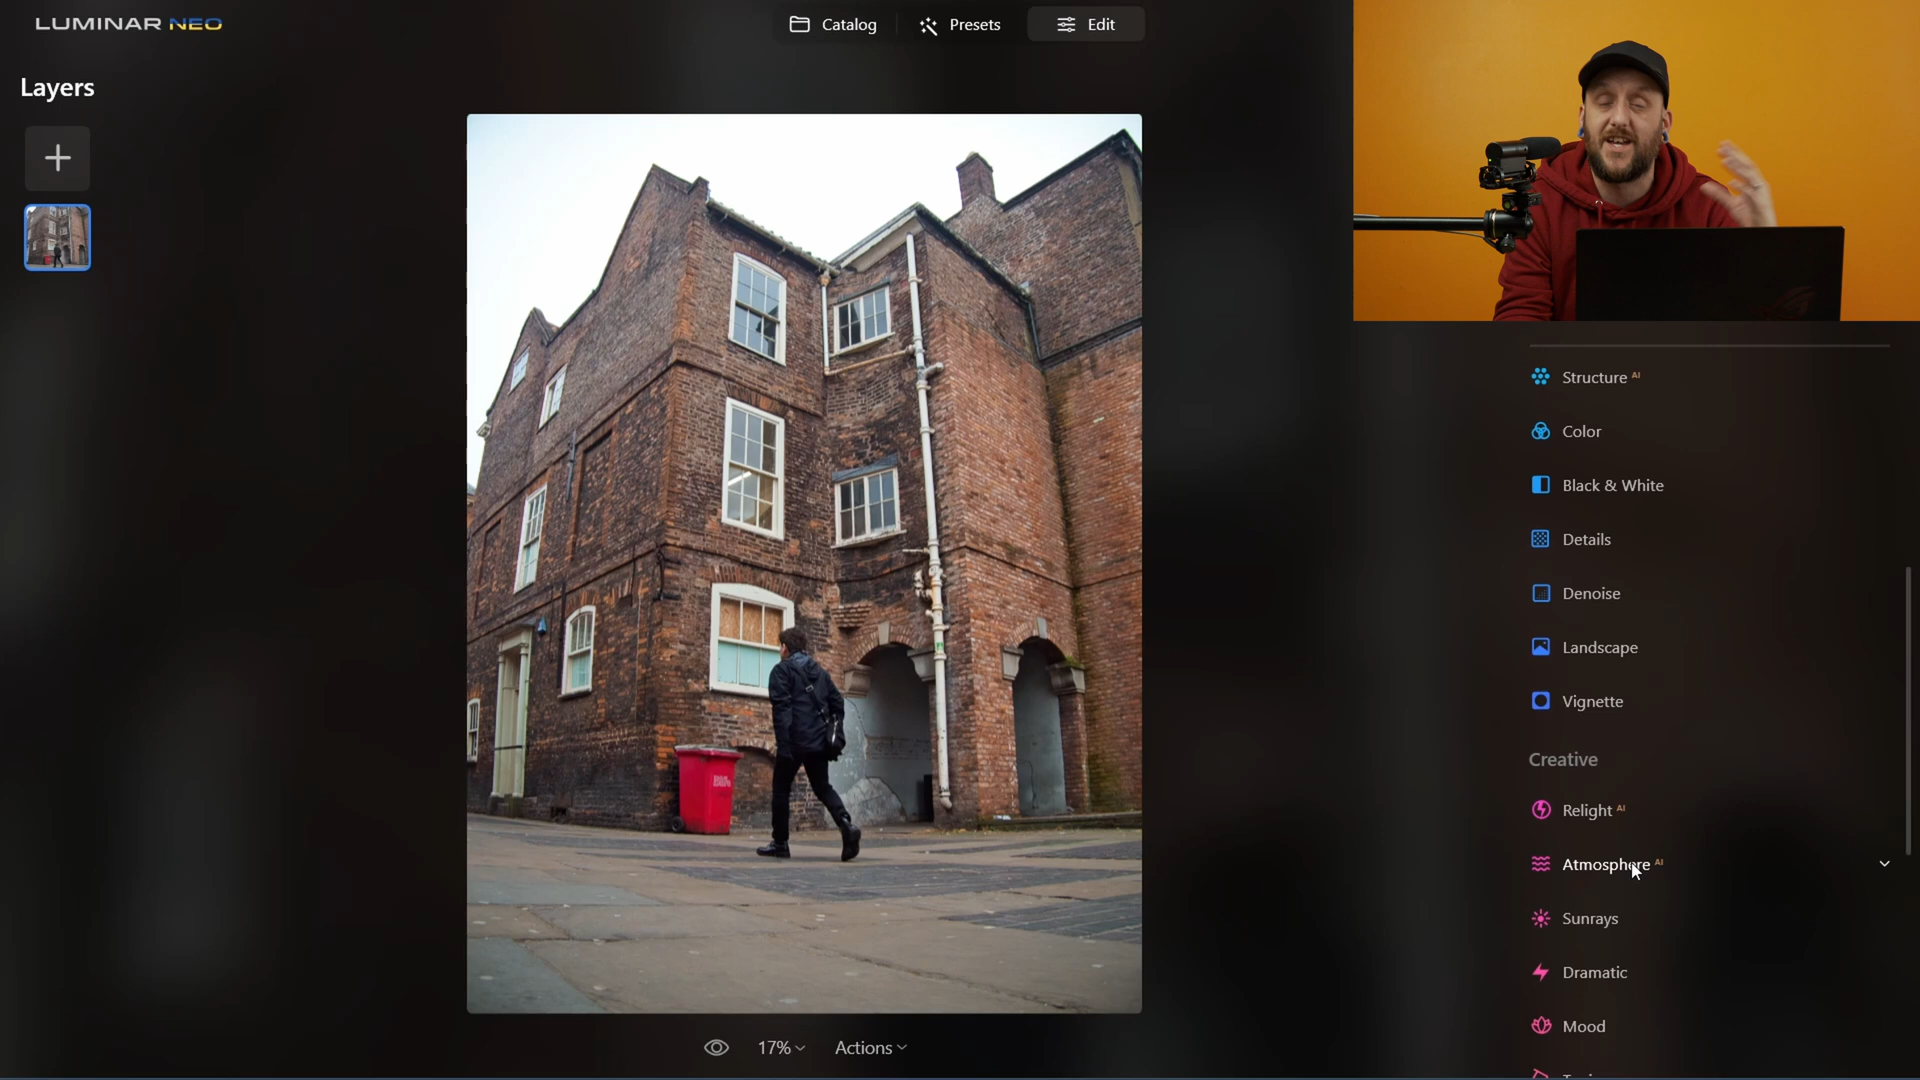 LUMINAR NEO
Catalog
Presets
Edit
Layers
Structure AI
Color
Black & White
Details
Denoise
Landscape
Vignette
Creative
Relight AI
Atmosphere AI
Sunrays
Dramatic
Mood
17%
Actions